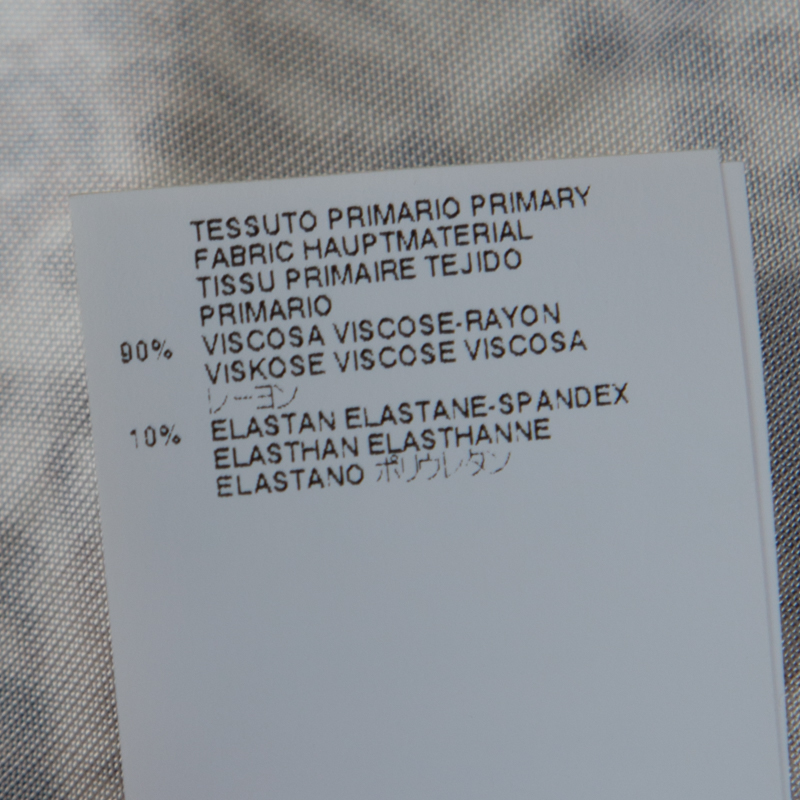 TESSUTO PRIMARIO PRIMARY
FABRIC HAUPTMATERIAL
TISSU PRIMAIRE TEJIDO
PRIMARIO
90% VISCOSA VISCOSE-RAYON
VISKOSE VISCOSE VISCOSA
レーヨン
10% ELASTAN ELASTANE-SPANDEX
ELASTHAN ELASTHANNE
ELASTANO ポリウレタン